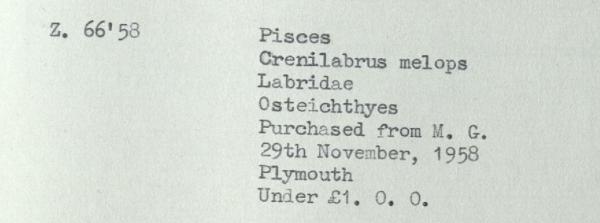 Z. 66'58
Pisces
Crenilabrus melops
Labridae
Osteichthyes
Purchased from M. G.
29th November, 1958
Plymouth
Under £1. 0. 0.